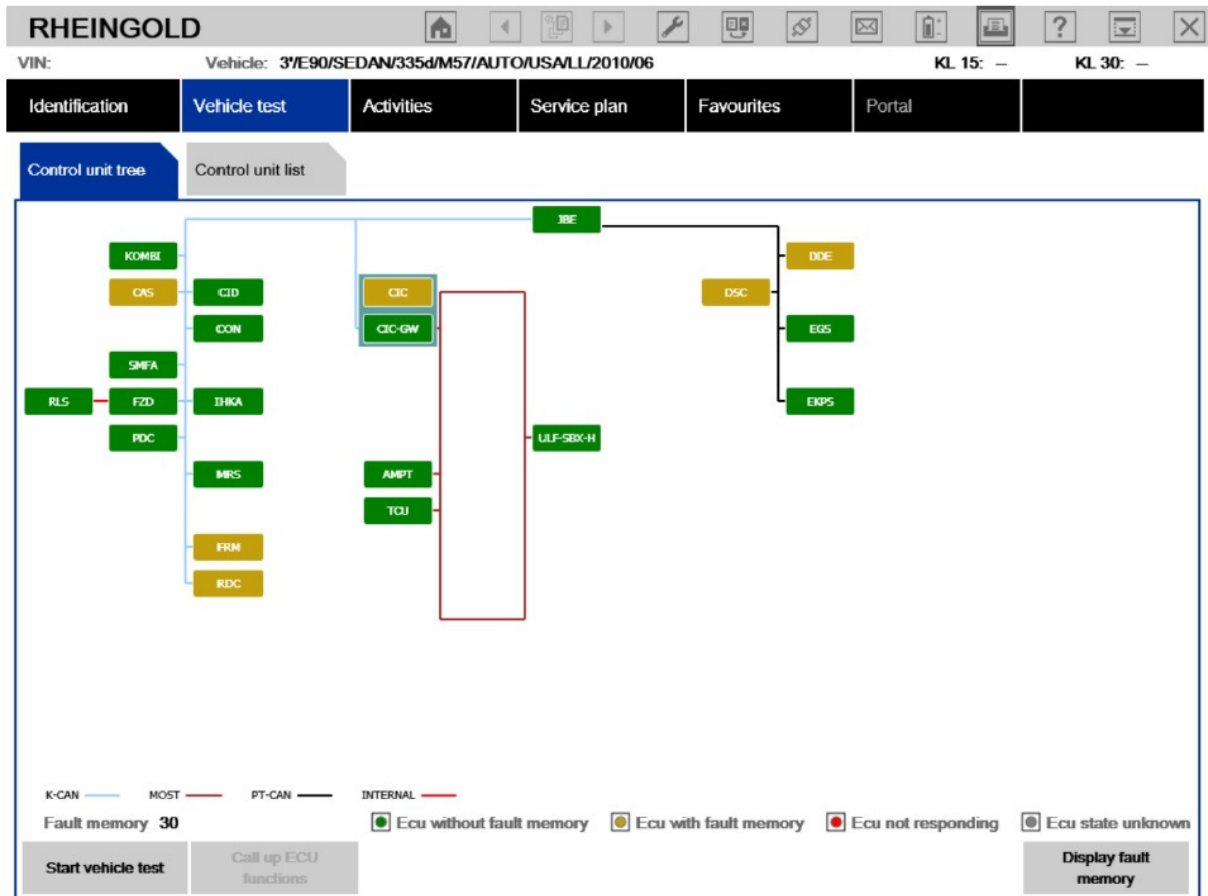 RHEINGOLD
VIN: Vehicle: 3'/E90/SEDAN/335d/M57/AUTO/USA/LL/2010/06 KL 15: – KL 30: –
Identification Vehicle test Activities Service plan Favourites Portal
Control unit tree Control unit list
JBE
KOMBI DDE
CAS CID CIC DSC
CON CIC-GW EGS
SMFA
RLS FZD IHKA EKPS
PDC ULF-SBX-H
MRS AMPT
TCU
FRM
RDC
K-CAN MOST PT-CAN INTERNAL
Fault memory 30 Ecu without fault memory Ecu with fault memory Ecu not responding Ecu state unknown
Start vehicle test Call up ECU functions Display fault memory